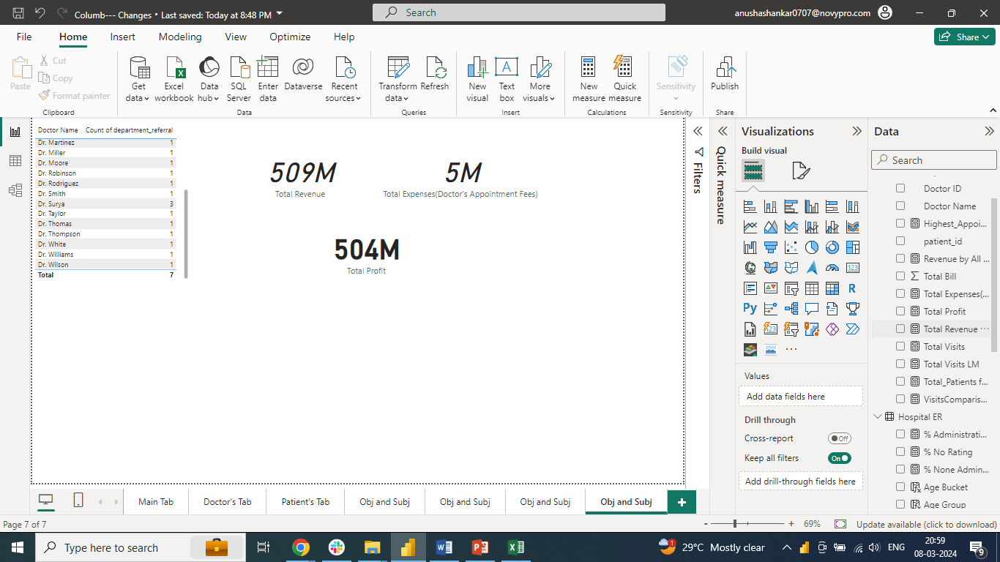 Columb--- Changes • Last saved: Today at 8:48 PM
Search
anushashankar0707@novypro.com
File Home Insert Modeling View Optimize Help
Share
Paste
Cut
Copy
Format painter
Clipboard
Get data
Excel workbook
Data hub
SQL Server
Enter data
Dataverse
Recent sources
Data
Transform data
Refresh
Queries
New visual
Text box
More visuals
Insert
New measure
Quick measure
Calculations
Sensitivity
Sensitivity
Publish
Share
Doctor Name Count of department_referral
Dr. Martinez 1
Dr. Miller 1
Dr. Moore 1
Dr. Robinson 1
Dr. Rodriguez 1
Dr. Smith 1
Dr. Surya 3
Dr. Taylor 1
Dr. Thomas 1
Dr. Thompson 1
Dr. White 1
Dr. Williams 1
Dr. Wilson 1
Total 7
509M
Total Revenue
5M
Total Expenses(Doctor's Appointment Fees)
504M
Total Profit
Filters
Quick measure
Visualizations
Build visual
123
R
Py
123
Values
Add data fields here
Drill through
Cross-report
Off
Keep all filters
On
Add drill-through fields here
Data
Search
Doctor ID
Doctor Name
Highest_Appoi...
patient_id
Revenue by All ...
Total Bill
Total Expenses(...
Total Profit
Total Revenue ...
Total Visits
Total Visits LM
Total_Patients f...
VisitsComparis...
Hospital ER
% Administrati...
% No Rating
% None Admin...
Age Bucket
Age Group
Main Tab
Doctor's Tab
Patient's Tab
Obj and Subj
Obj and Subj
Obj and Subj
Obj and Subj
Page 7 of 7
- + 69%
Update available (click to download)
Type here to search
1
29°C Mostly clear
ENG
20:59
08-03-2024
9